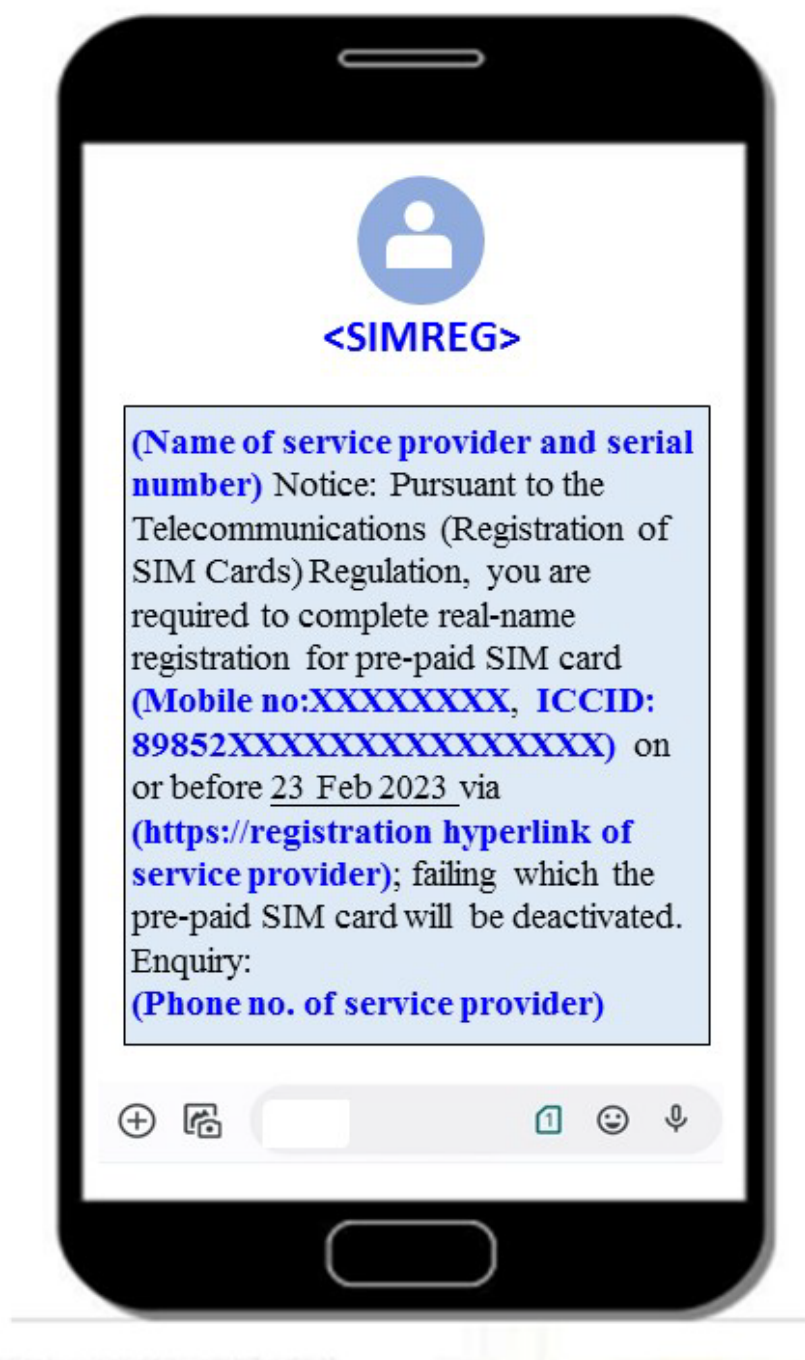 <SIMREG>
(Name of service provider and serial
number) Notice: Pursuant to the
Telecommunications (Registration of
SIM Cards) Regulation, you are
required to complete real-name
registration for pre-paid SIM card
(Mobile no:XXXXXXXX, ICCID:
89852XXXXXXXXXXXXXXX) on
or before 23 Feb 2023 via
(https://registration hyperlink of
service provider); failing which the
pre-paid SIM card will be deactivated.
Enquiry:
(Phone no. of service provider)
1